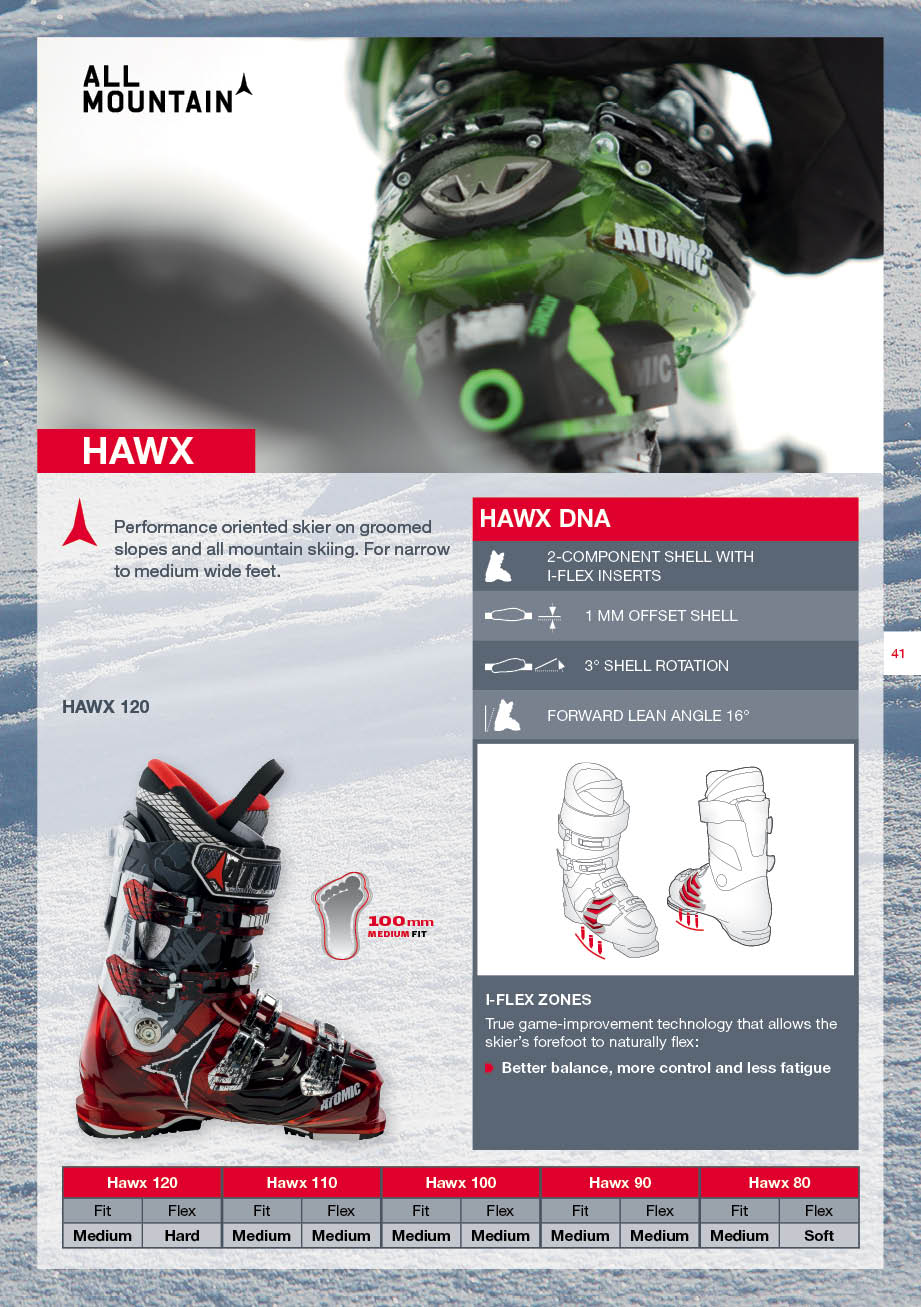 ALL
MOUNTAIN
ATOMIC
ATOMIC
MIC
HAWX
Performance oriented skier on groomed
slopes and all mountain skiing. For narrow
to medium wide feet.
HAWX DNA
2-COMPONENT SHELL WITH
I-FLEX INSERTS
1 MM OFFSET SHELL
3° SHELL ROTATION
FORWARD LEAN ANGLE 16°
41
HAWX 120
100 mm
MEDIUM FIT
ATOMIC
I-FLEX ZONES
True game-improvement technology that allows the
skier's forefoot to naturally flex:
Better balance, more control and less fatigue
Hawx 120 Hawx 110 Hawx 100 Hawx 90 Hawx 80
Fit Flex Fit Flex Fit Flex Fit Flex Fit Flex
Medium Hard Medium Medium Medium Medium Medium Medium Medium Soft